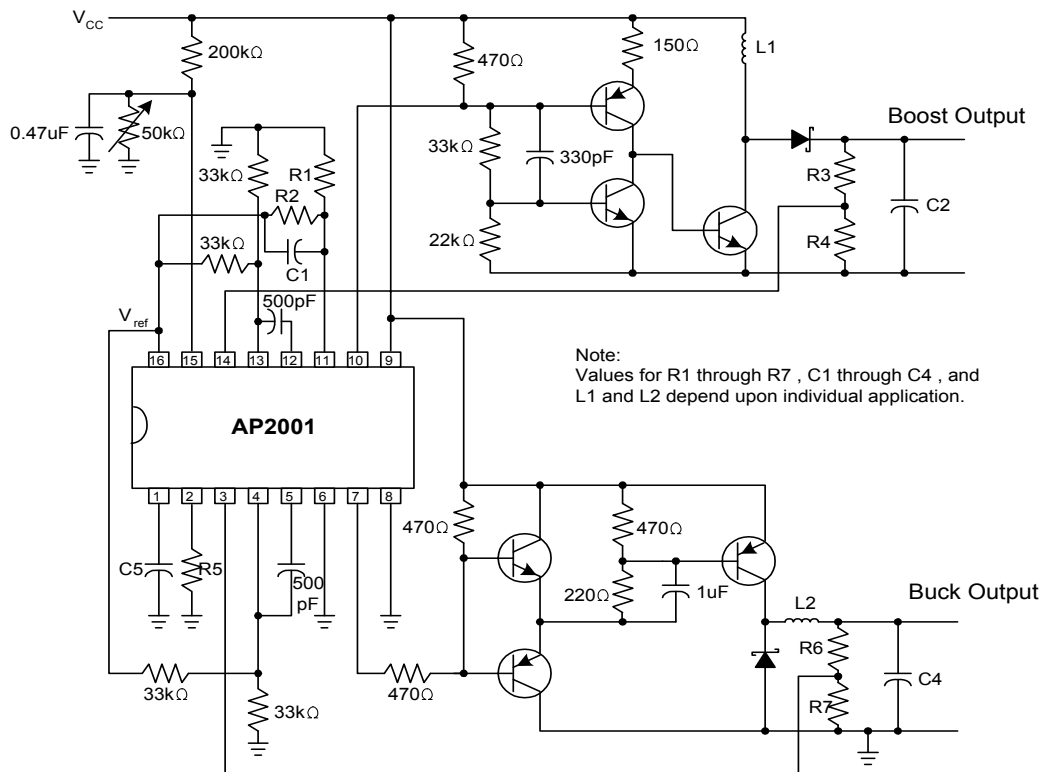 VCC
200kΩ
470Ω
150Ω
L1
0.47uF
50kΩ
33kΩ
R1
R2
33kΩ
C1
500pF
33kΩ
330pF
22kΩ
Boost Output
R3
R4
C2
Vref
16 15 14 13 12 11 10 9
AP2001
1 2 3 4 5 6 7 8
Note:
Values for R1 through R7 , C1 through C4 , and
L1 and L2 depend upon individual application.
C5
R5
500
pF
33kΩ
33kΩ
470Ω
470Ω
470Ω
220Ω
1uF
L2
Buck Output
R6
R7
C4